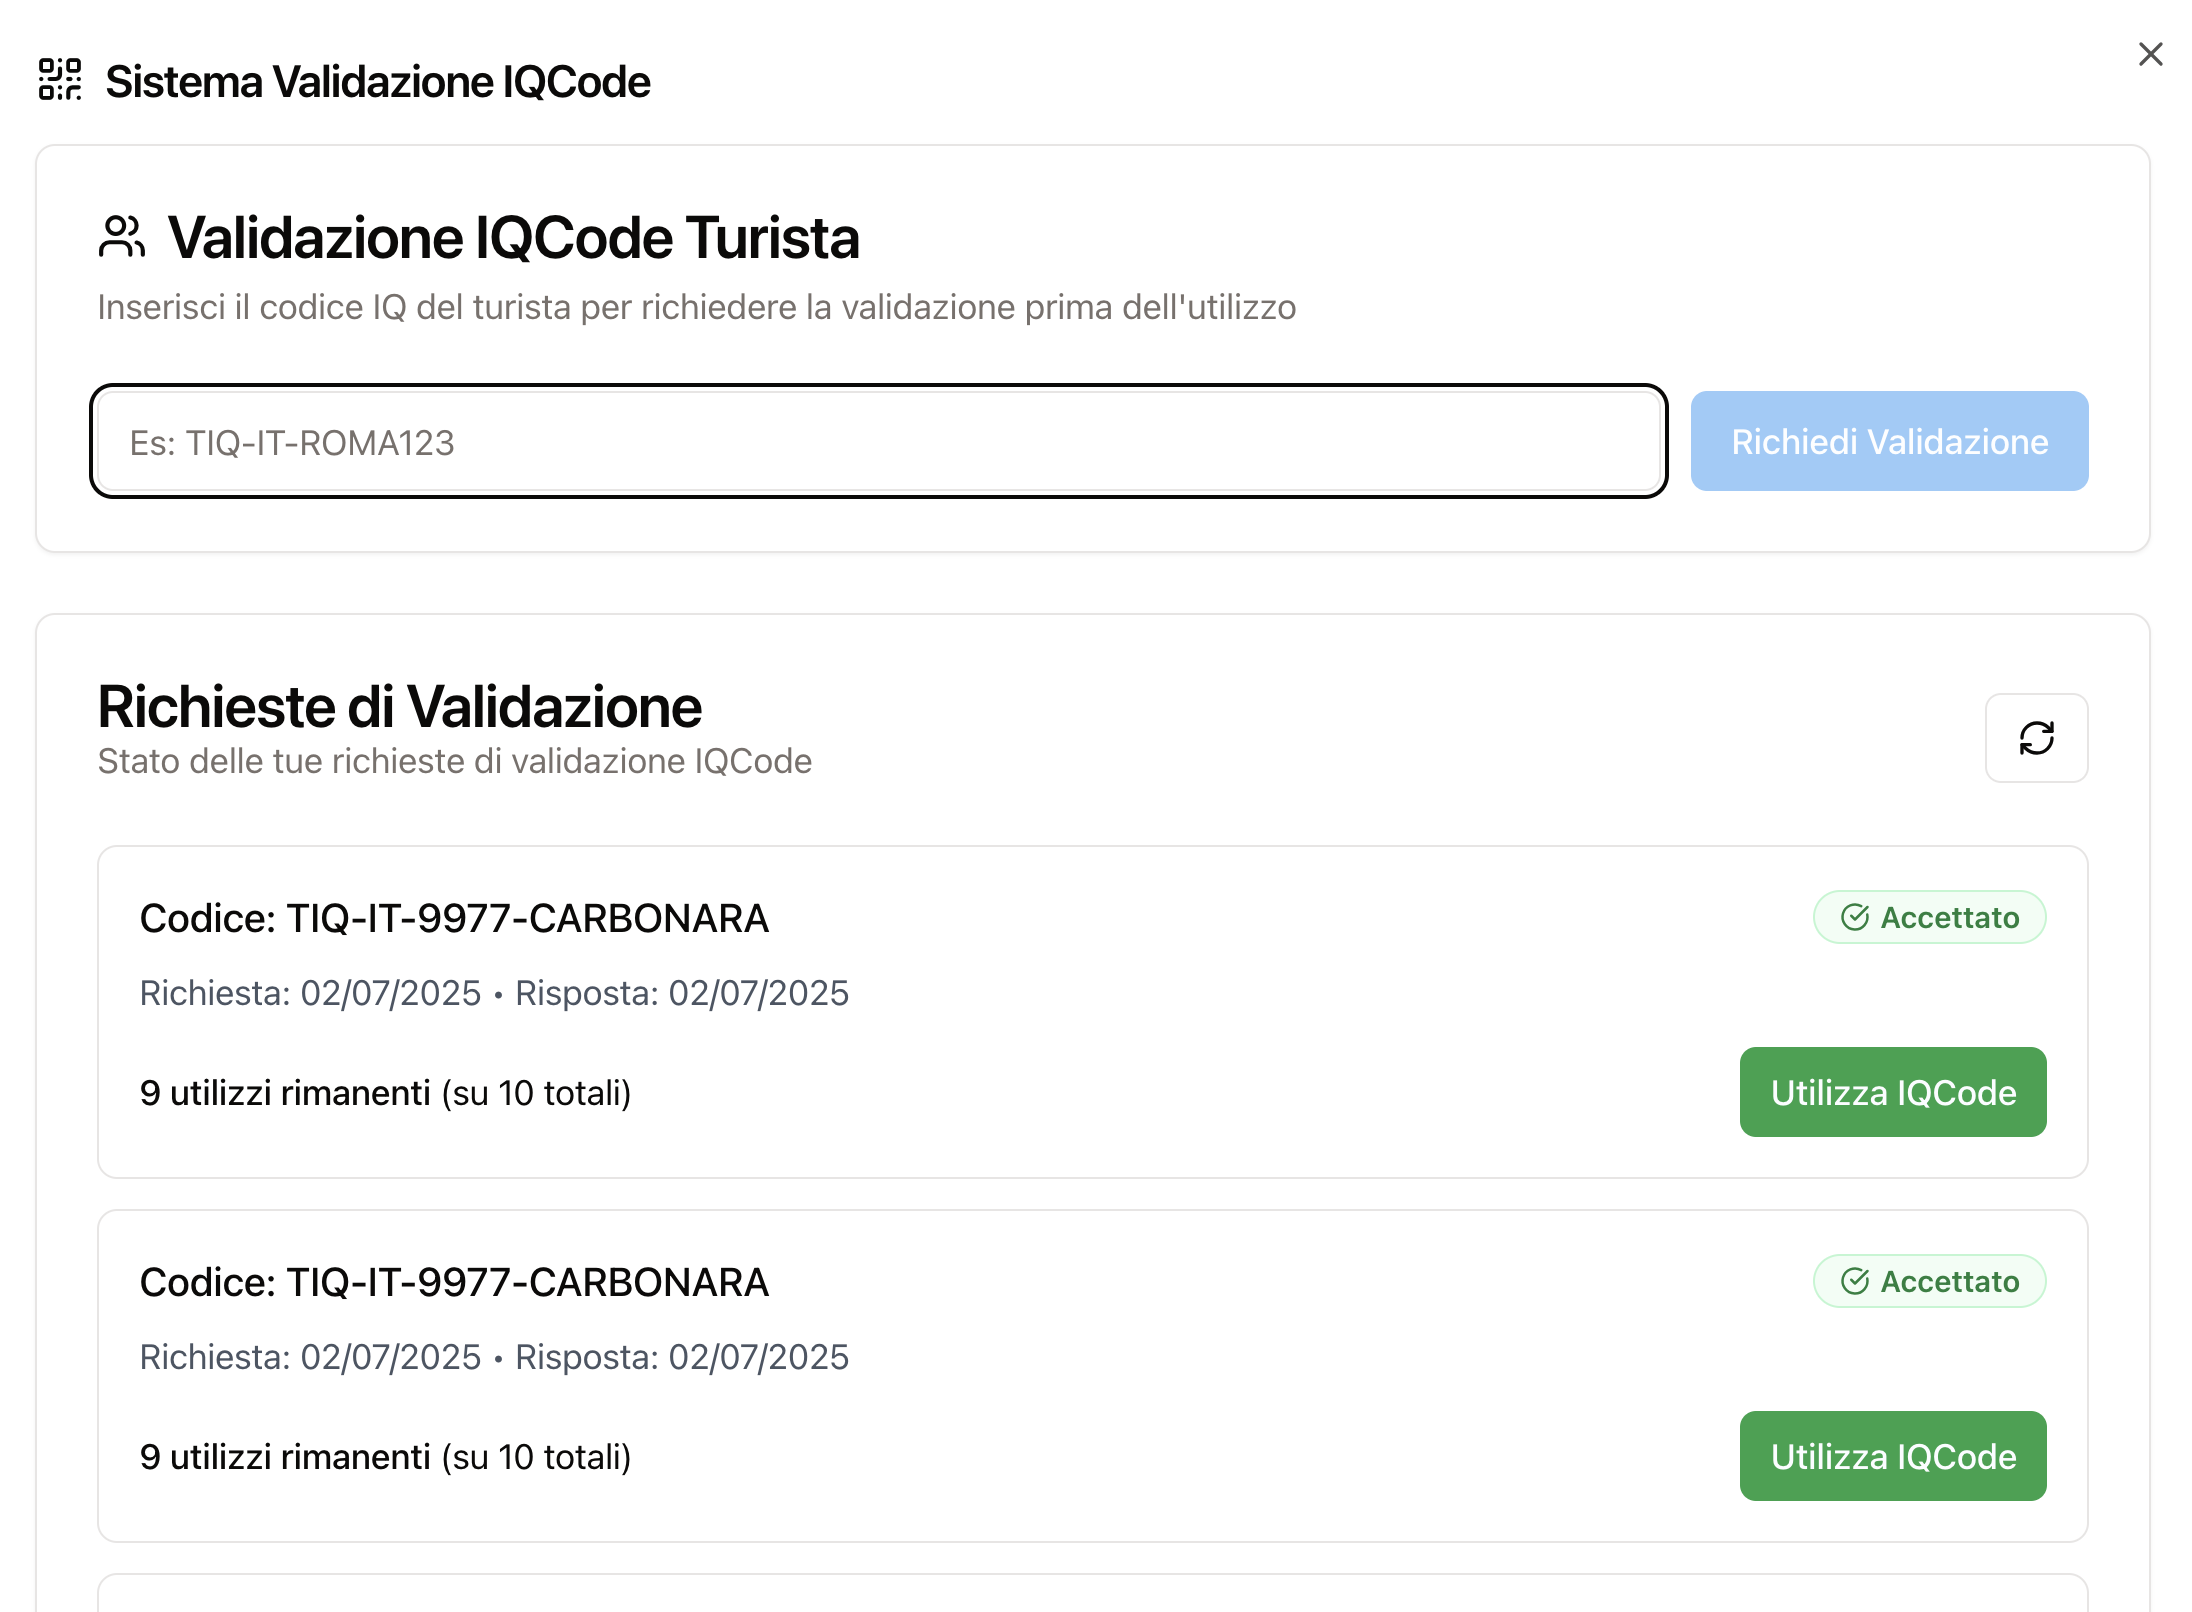 Sistema Validazione IQCode
Validazione IQCode Turista
Inserisci il codice IQ del turista per richiedere la validazione prima dell'utilizzo
Es: TIQ-IT-ROMA123
Richiedi Validazione
Richieste di Validazione
Stato delle tue richieste di validazione IQCode
Codice: TIQ-IT-9977-CARBONARA
Accettato
Richiesta: 02/07/2025 • Risposta: 02/07/2025
9 utilizzi rimanenti (su 10 totali)
Utilizza IQCode
Codice: TIQ-IT-9977-CARBONARA
Accettato
Richiesta: 02/07/2025 • Risposta: 02/07/2025
9 utilizzi rimanenti (su 10 totali)
Utilizza IQCode